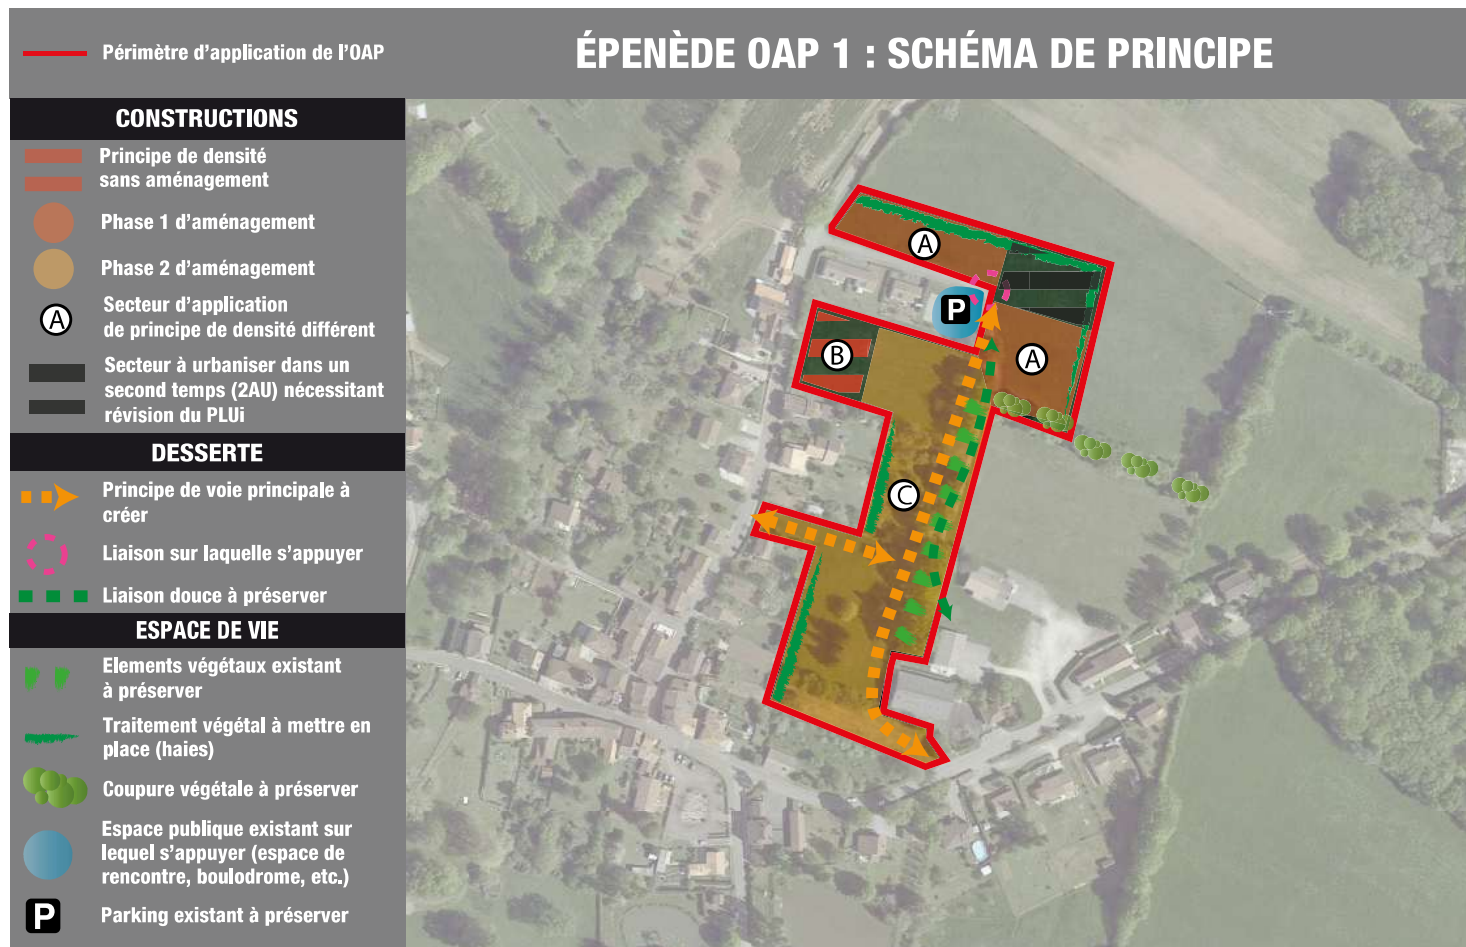 Périmètre d'application de l'OAP
ÉPENÈDE OAP 1 : SCHÉMA DE PRINCIPE
CONSTRUCTIONS
Principe de densité
sans aménagement
Phase 1 d'aménagement
Phase 2 d'aménagement
A
Secteur d'application
de principe de densité différent
Secteur à urbaniser dans un
second temps (2AU) nécessitant
révision du PLUi
DESSERTE
Principe de voie principale à
créer
Liaison sur laquelle s'appuyer
Liaison douce à préserver
ESPACE DE VIE
Elements végétaux existant
à préserver
Traitement végétal à mettre en
place (haies)
Coupure végétale à préserver
Espace publique existant sur
lequel s'appuyer (espace de
rencontre, boulodrome, etc.)
P
Parking existant à préserver
A
P
B
A
C